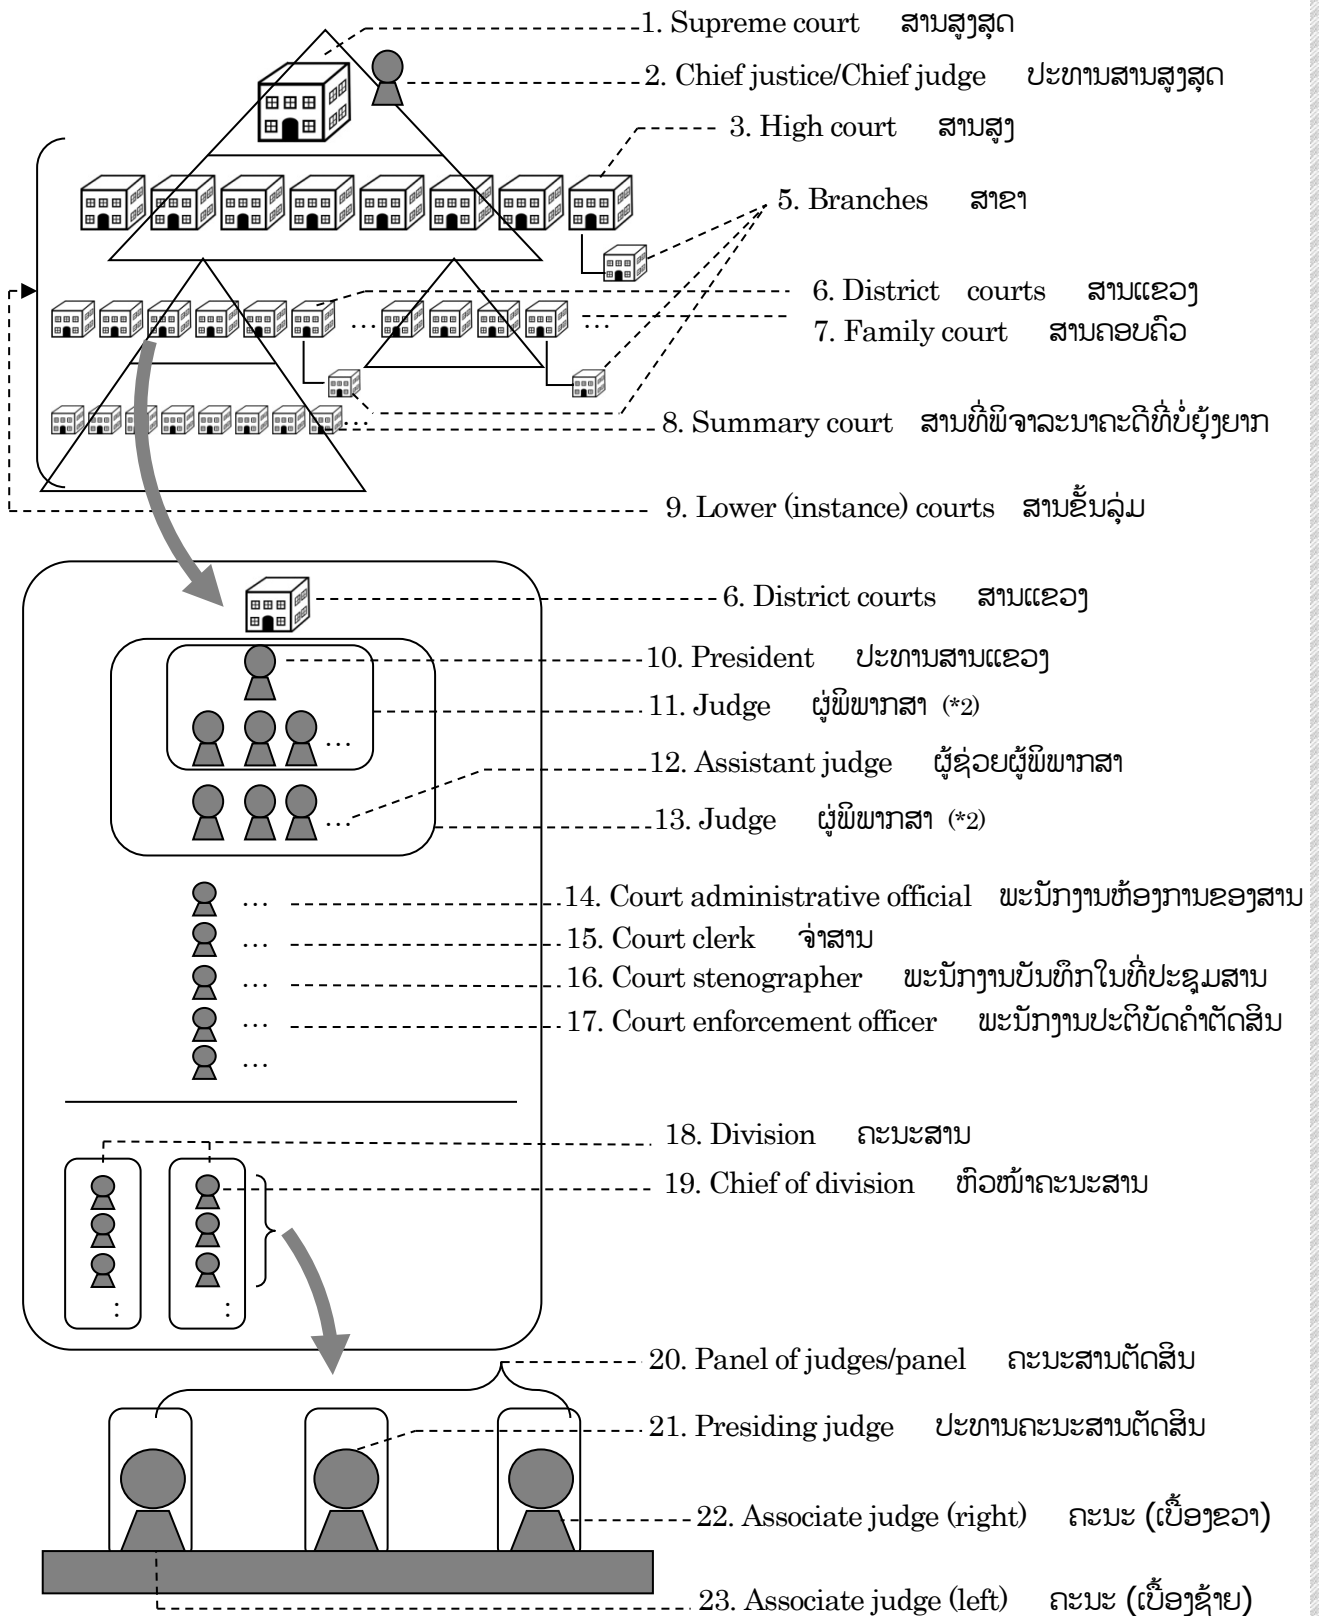 1. Supreme court ສານສູງສຸດ
2. Chief justice/Chief judge ປະທານສານສູງສຸດ
3. High court ສານສູງ
5. Branches ສາຂາ
6. District courts ສານແຂວງ
7. Family court ສານຄອບຄົວ
8. Summary court ສານທີ່ພິຈາລະນາຄະດີທີ່ບໍ່ຍຸ້ງຍາກ
9. Lower (instance) courts ສານຂັ້ນລຸ່ມ
6. District courts ສານແຂວງ
10. President ປະທານສານແຂວງ
11. Judge ຜູ່ພິພາກສາ (*2)
12. Assistant judge ຜູ້ຊ່ວຍຜູ້ພິພາກສາ
13. Judge ຜູ່ພິພາກສາ (*2)
14. Court administrative official ພະນັກງານຫ້ອງການຂອງສານ
15. Court clerk ຈ່າສານ
16. Court stenographer ພະນັກງານບັນທຶກໃນທີ່ປະຊຸມສານ
17. Court enforcement officer ພະນັກງານປະຕິບັດຄຳຕັດສິນ
18. Division ຄະນະສານ
19. Chief of division ຫົວໜ້າຄະນະສານ
20. Panel of judges/panel ຄະນະສານຕັດສິນ
21. Presiding judge ປະທານຄະນະສານຕັດສິນ
22. Associate judge (right) ຄະນະ (ເບື້ອງຂວາ)
23. Associate judge (left) ຄະນະ (ເບື້ອງຊ້າຍ)